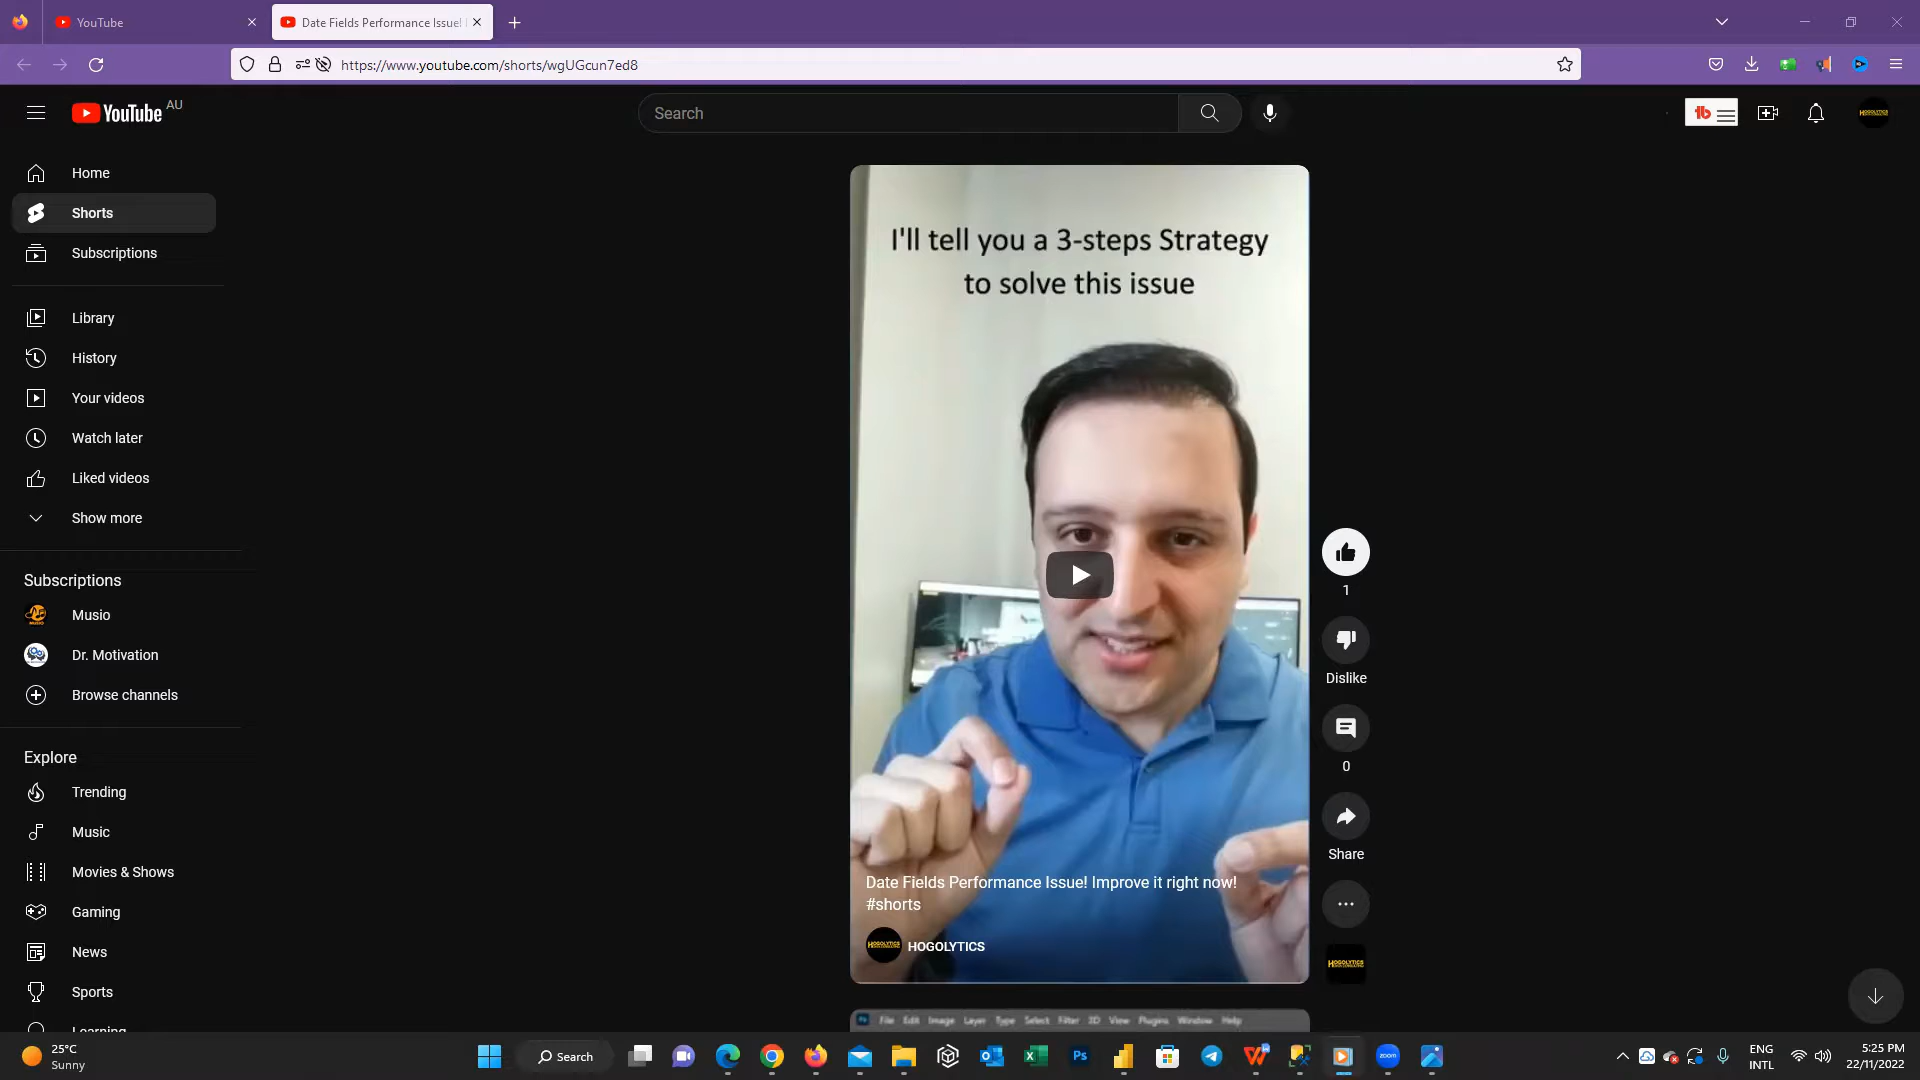 YouTube
Date Fields Performance Issue!
https://www.youtube.com/shorts/wgUGcun7ed8
YouTube AU
Search
Home
Shorts
Subscriptions
Library
History
Your videos
Watch later
Liked videos
Show more
Subscriptions
Musio
Dr. Motivation
Browse channels
Explore
Trending
Music
Movies & Shows
Gaming
News
Sports
Learning
I'll tell you a 3-steps Strategy
to solve this issue
1
Dislike
0
Share
Date Fields Performance Issue! Improve it right now!
#shorts
HOGOLYTICS
HOGOLYTICS
File Edit Image Layer Type Select Filter 3D View Plugins Window Help
25°C
Sunny
Search
Ps
zoom
ENG
INTL
5:25 PM
22/11/2022